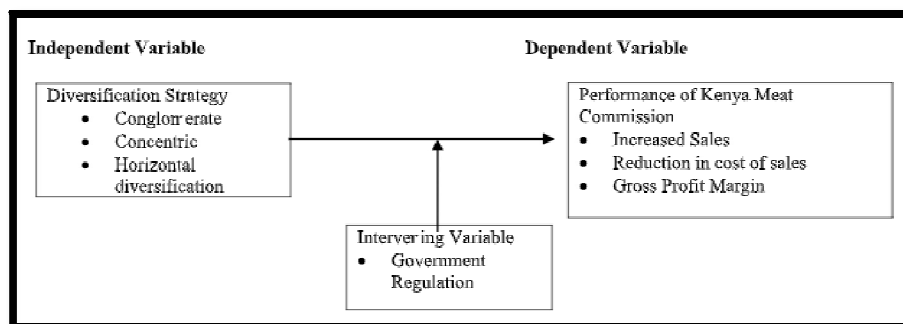 Independent Variable
Dependent Variable
Diversification Strategy
• Conglomerate
• Concentric
• Horizontal
diversification
Performance of Kenya Meat
Commission
• Increased Sales
• Reduction in cost of sales
• Gross Profit Margin
Intervering Variable
• Government
Regulation